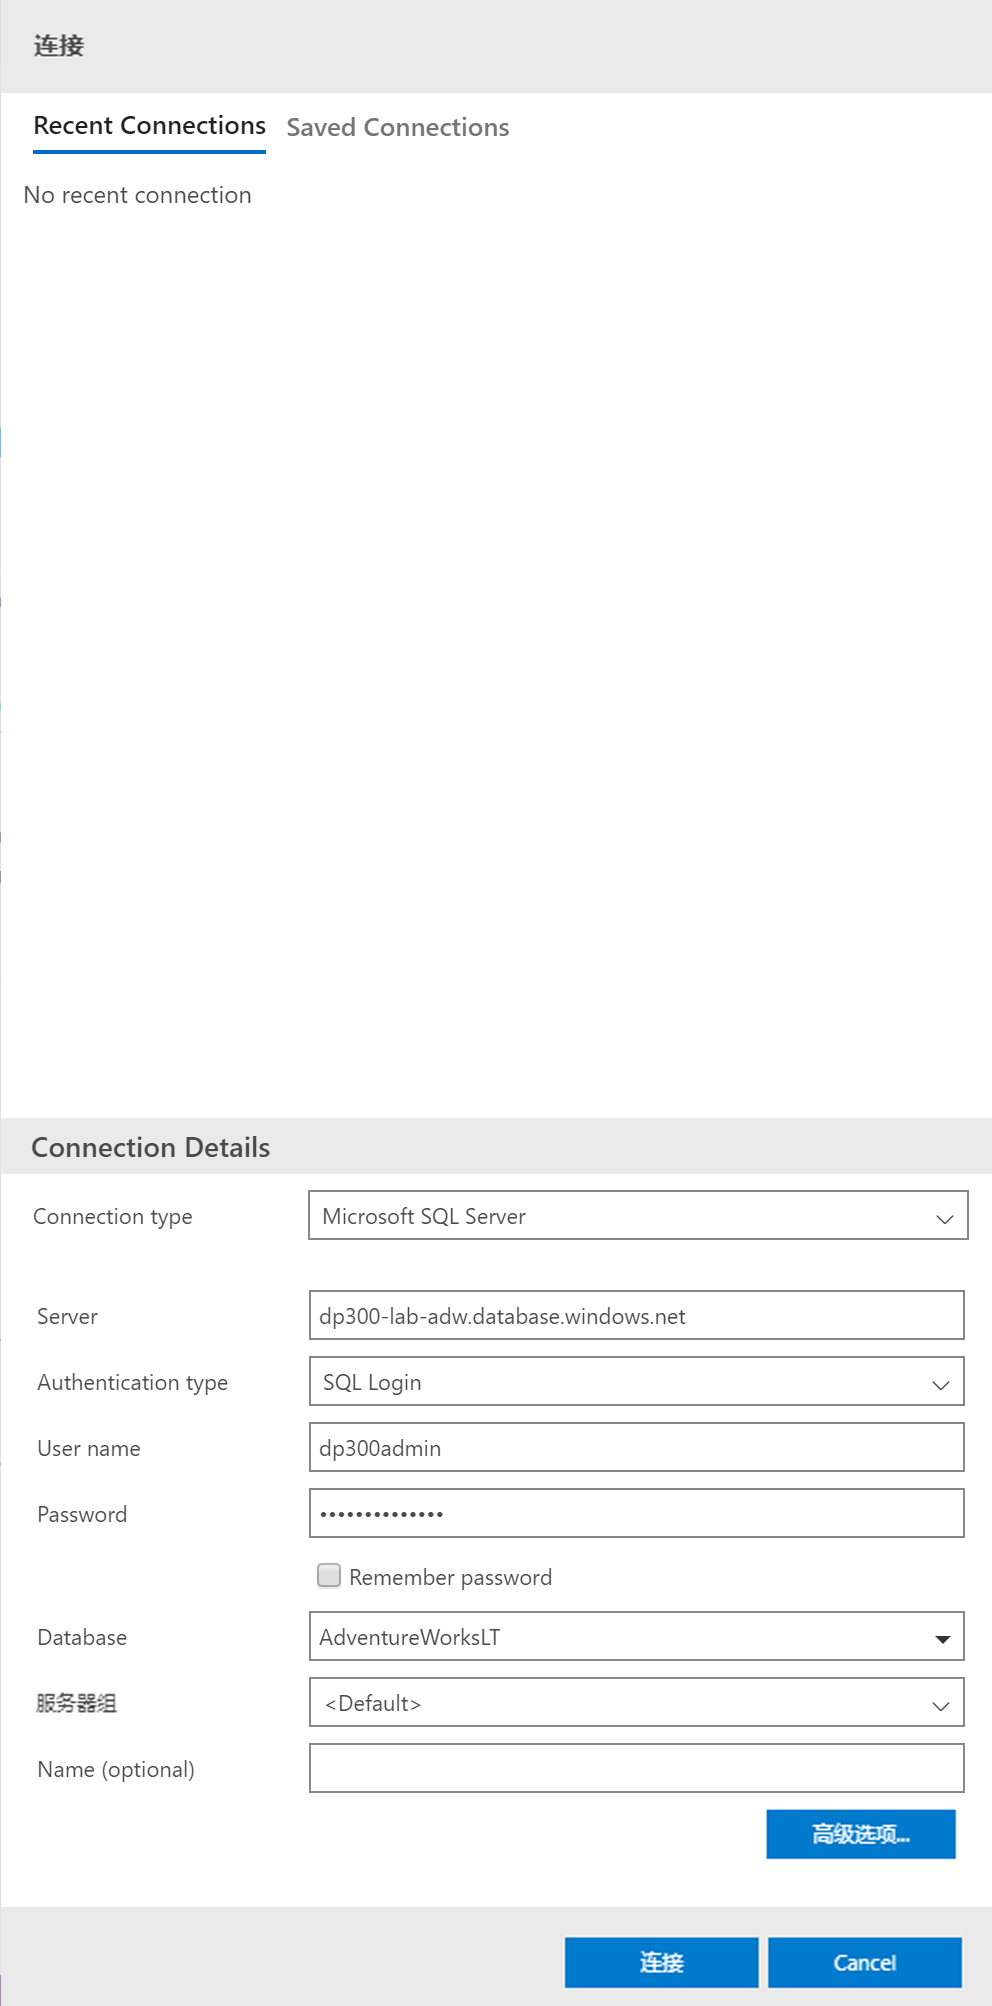 连接
Recent Connections Saved Connections
No recent connection
Connection Details
Connection type Microsoft SQL Server
Server dp300-lab-adw.database.windows.net
Authentication type SQL Login
User name dp300admin
Password ••••••••••••••
Remember password
Database AdventureWorksLT
服务器组 <Default>
Name (optional)
高级选项...
连接 Cancel